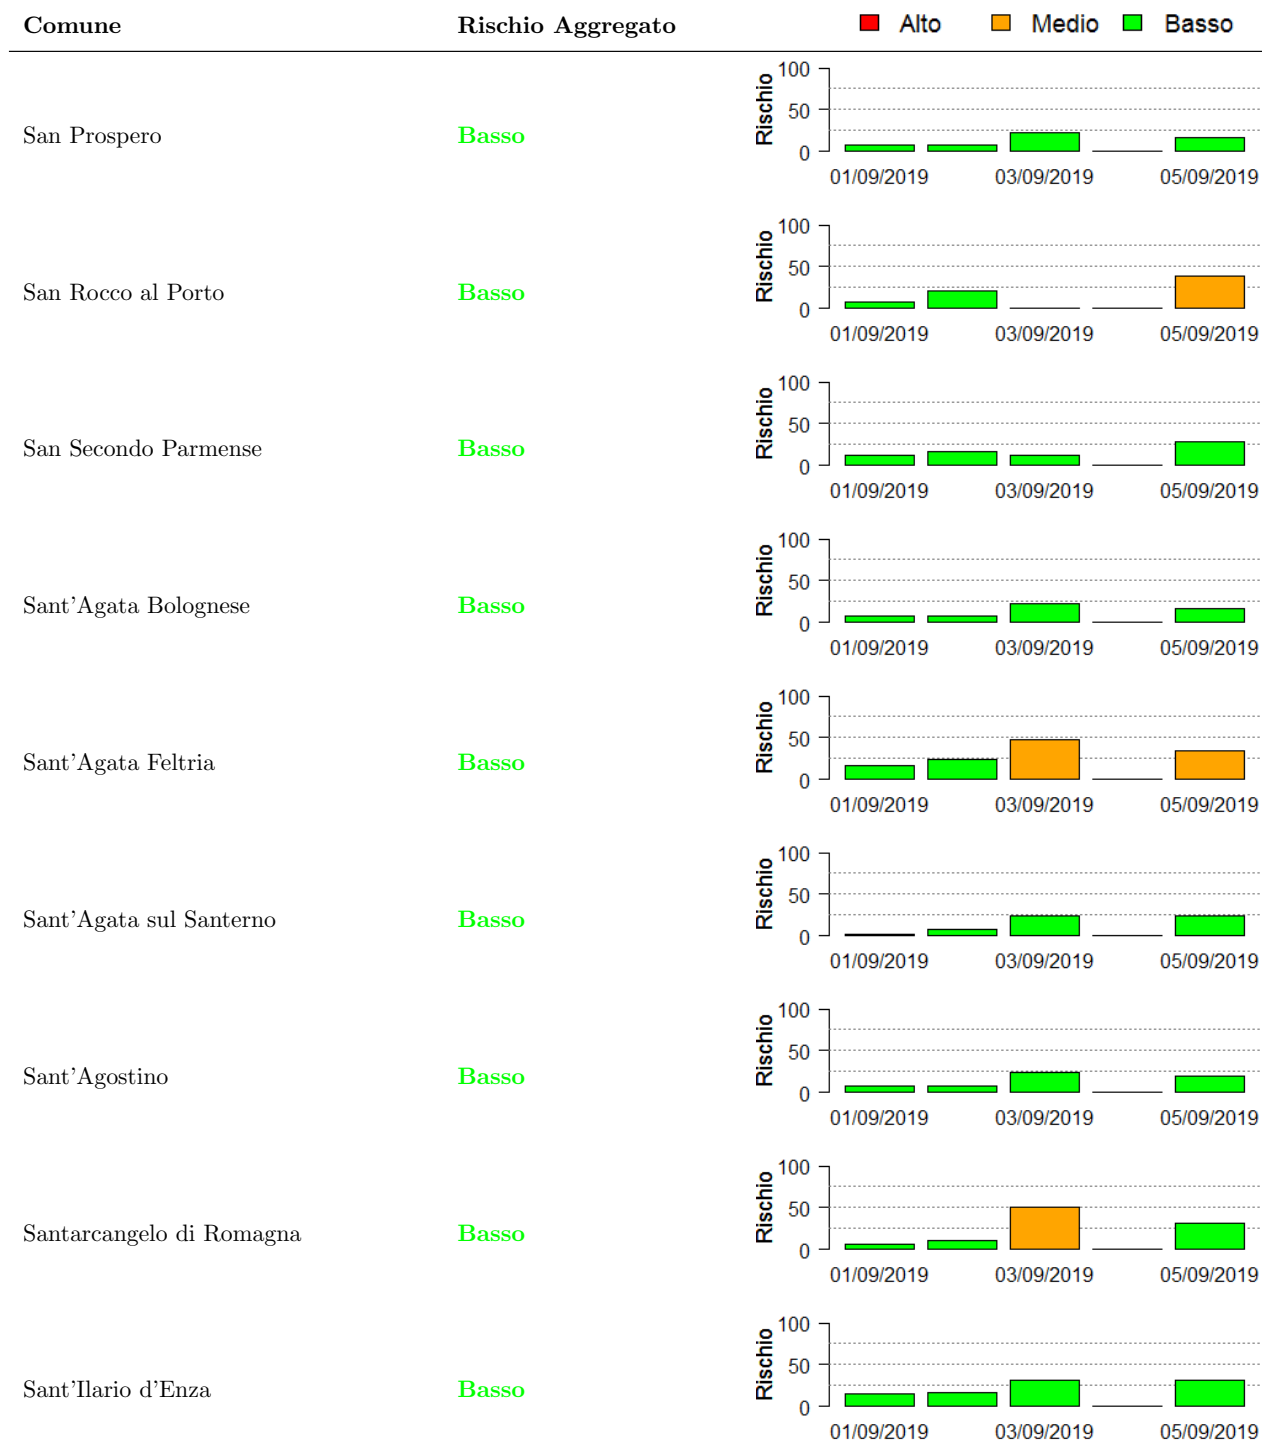 Comune Rischio Aggregato Alto Medio Basso
San Prospero Basso Rischio 100 50 0
01/09/2019 03/09/2019 05/09/2019
San Rocco al Porto Basso Rischio 100 50 0
01/09/2019 03/09/2019 05/09/2019
San Secondo Parmense Basso Rischio 100 50 0
01/09/2019 03/09/2019 05/09/2019
Sant'Agata Bolognese Basso Rischio 100 50 0
01/09/2019 03/09/2019 05/09/2019
Sant'Agata Feltria Basso Rischio 100 50 0
01/09/2019 03/09/2019 05/09/2019
Sant'Agata sul Santerno Basso Rischio 100 50 0
01/09/2019 03/09/2019 05/09/2019
Sant'Agostino Basso Rischio 100 50 0
01/09/2019 03/09/2019 05/09/2019
Santarcangelo di Romagna Basso Rischio 100 50 0
01/09/2019 03/09/2019 05/09/2019
Sant'Ilario d'Enza Basso Rischio 100 50 0
01/09/2019 03/09/2019 05/09/2019